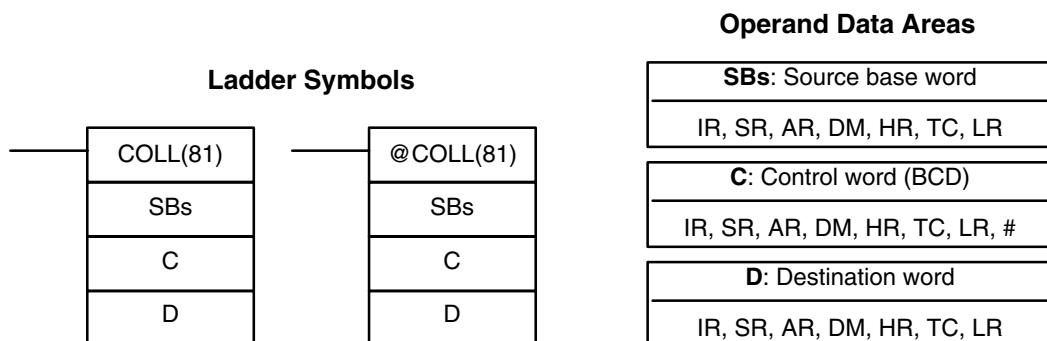 Ladder Symbols
COLL(81)
SBs
C
D
@COLL(81)
SBs
C
D
Operand Data Areas
SBs: Source base word
IR, SR, AR, DM, HR, TC, LR
C: Control word (BCD)
IR, SR, AR, DM, HR, TC, LR, #
D: Destination word
IR, SR, AR, DM, HR, TC, LR